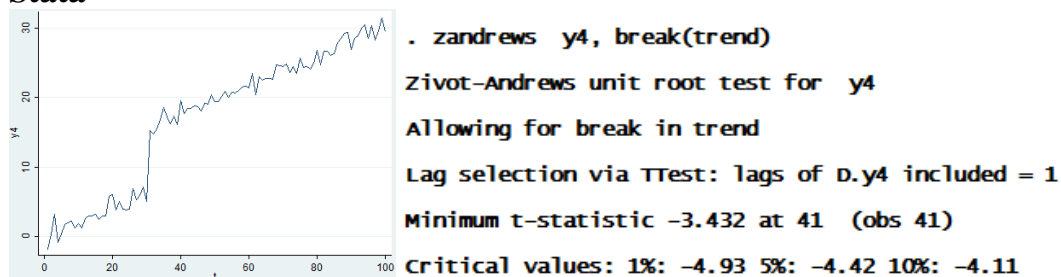 30
20
10
0
y4
0
20
40
60
80
100
. zandrews y4, break(trend)
Zivot-Andrews unit root test for y4
Allowing for break in trend
Lag selection via TTest: lags of D.y4 included = 1
Minimum t-statistic -3.432 at 41 (obs 41)
Critical values: 1%: -4.93 5%: -4.42 10%: -4.11